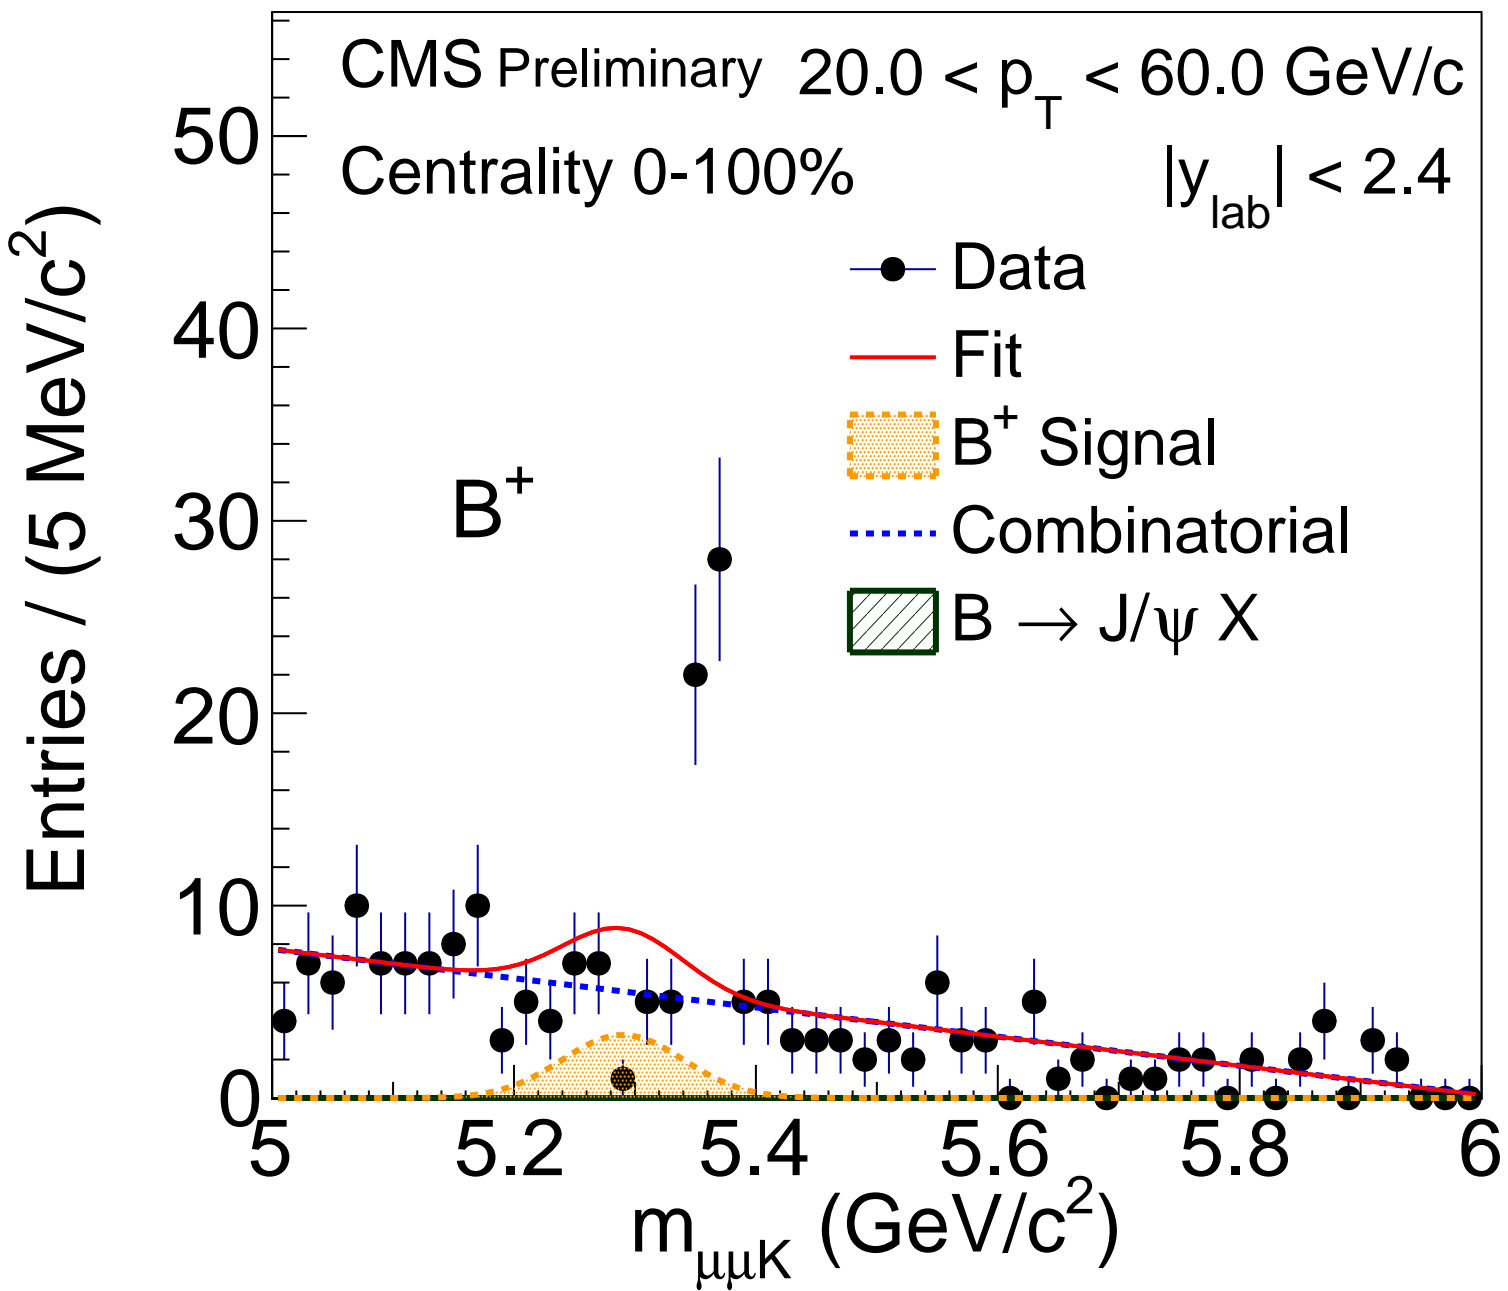 CMS Preliminary 20.0 < p_T < 60.0 GeV/c
Centrality 0-100% |y_lab| < 2.4
Data
Fit
B⁺ Signal
Combinatorial
B → J/ψ X
B⁺
Entries / (5 MeV/c²)
50
40
30
20
10
0
5 5.2 5.4 5.6 5.8 6
m_μμK (GeV/c²)